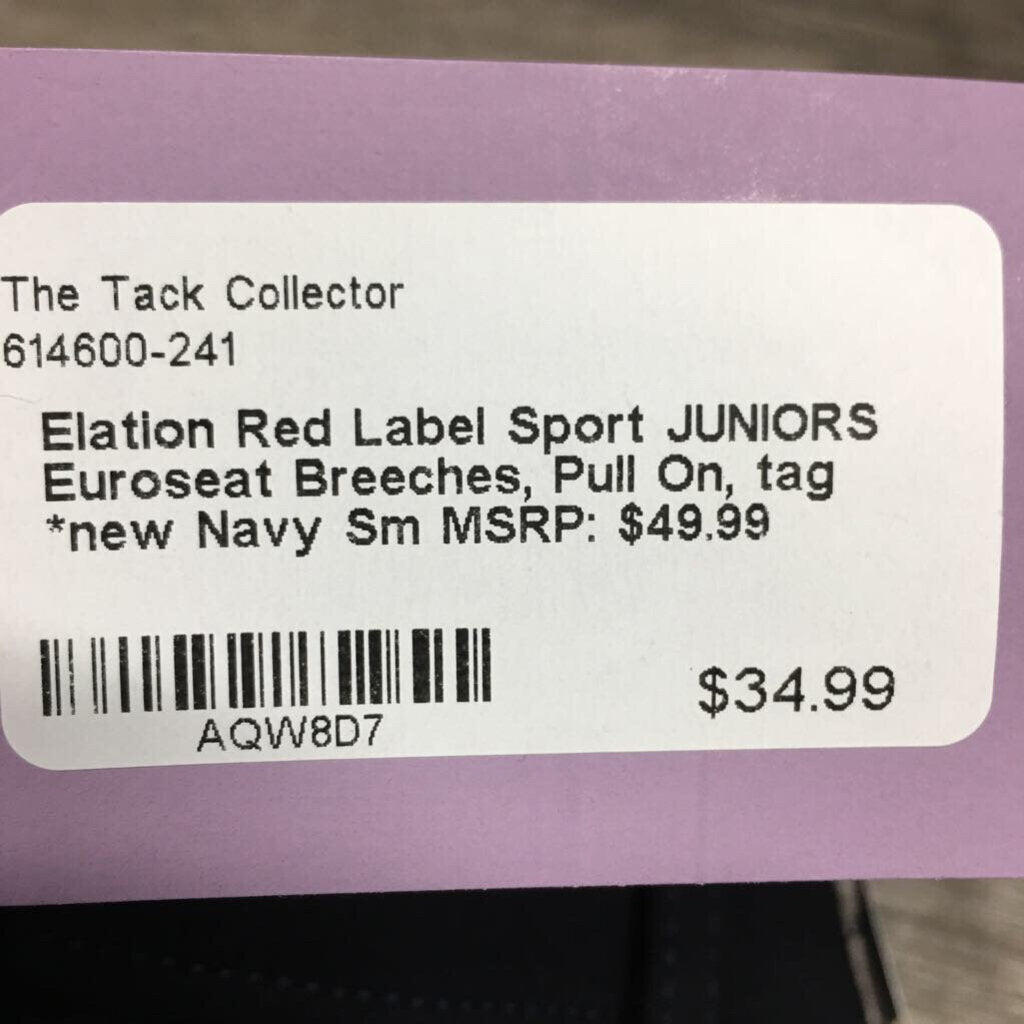 The Tack Collector
614600-241
Elation Red Label Sport JUNIORS
Euroseat Breeches, Pull On, tag
*new Navy Sm MSRP: $49.99
AQW8D7
$34.99